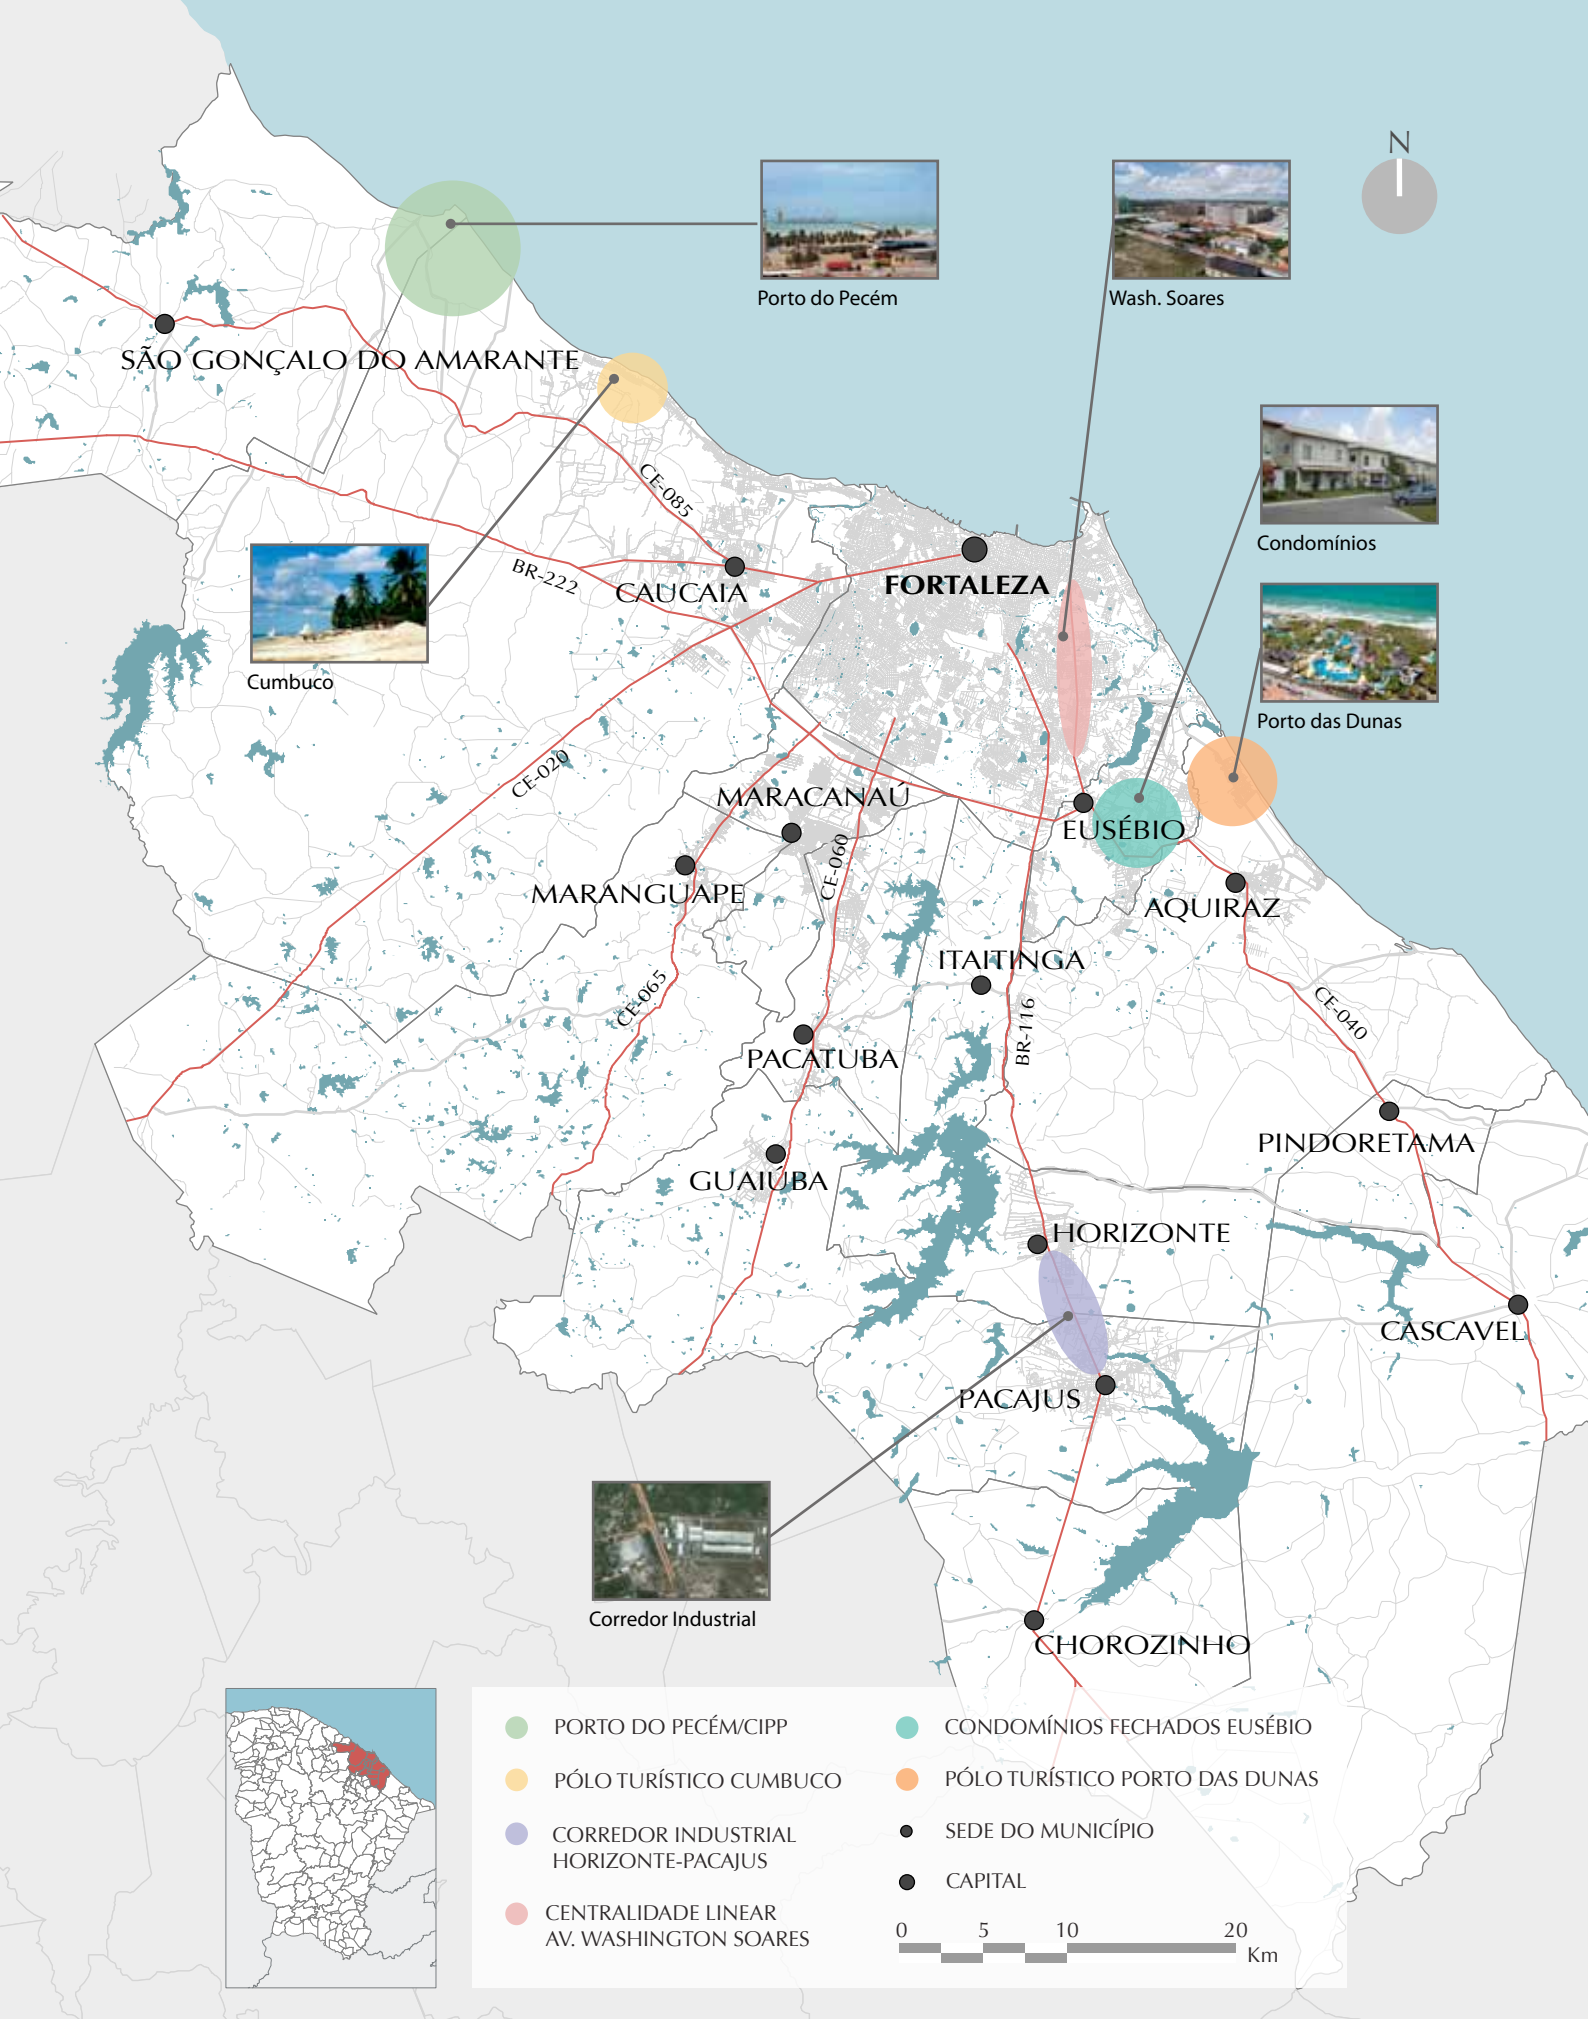 N
Porto do Pecém
Wash. Soares
SÃO GONÇALO DO AMARANTE
CE-085
Condomínios
BR-222
CAUCAIA
FORTALEZA
Cumbuco
Porto das Dunas
CE-020
MARACANAÚ
EUSÉBIO
CE-060
MARANGUAPE
AQUIRAZ
ITAITINGA
CE-065
BR-116
CE-040
PACATUBA
PINDORETAMA
GUAIÚBA
HORIZONTE
CASCAVEL
PACAJUS
Corredor Industrial
CHOROZINHO
PORTO DO PECÉM/CIPP
PÓLO TURÍSTICO CUMBUCO
CORREDOR INDUSTRIAL
HORIZONTE-PACAJUS
CENTRALIDADE LINEAR
AV. WASHINGTON SOARES
CONDOMÍNIOS FECHADOS EUSÉBIO
PÓLO TURÍSTICO PORTO DAS DUNAS
SEDE DO MUNICÍPIO
CAPITAL
0 5 10 20
Km